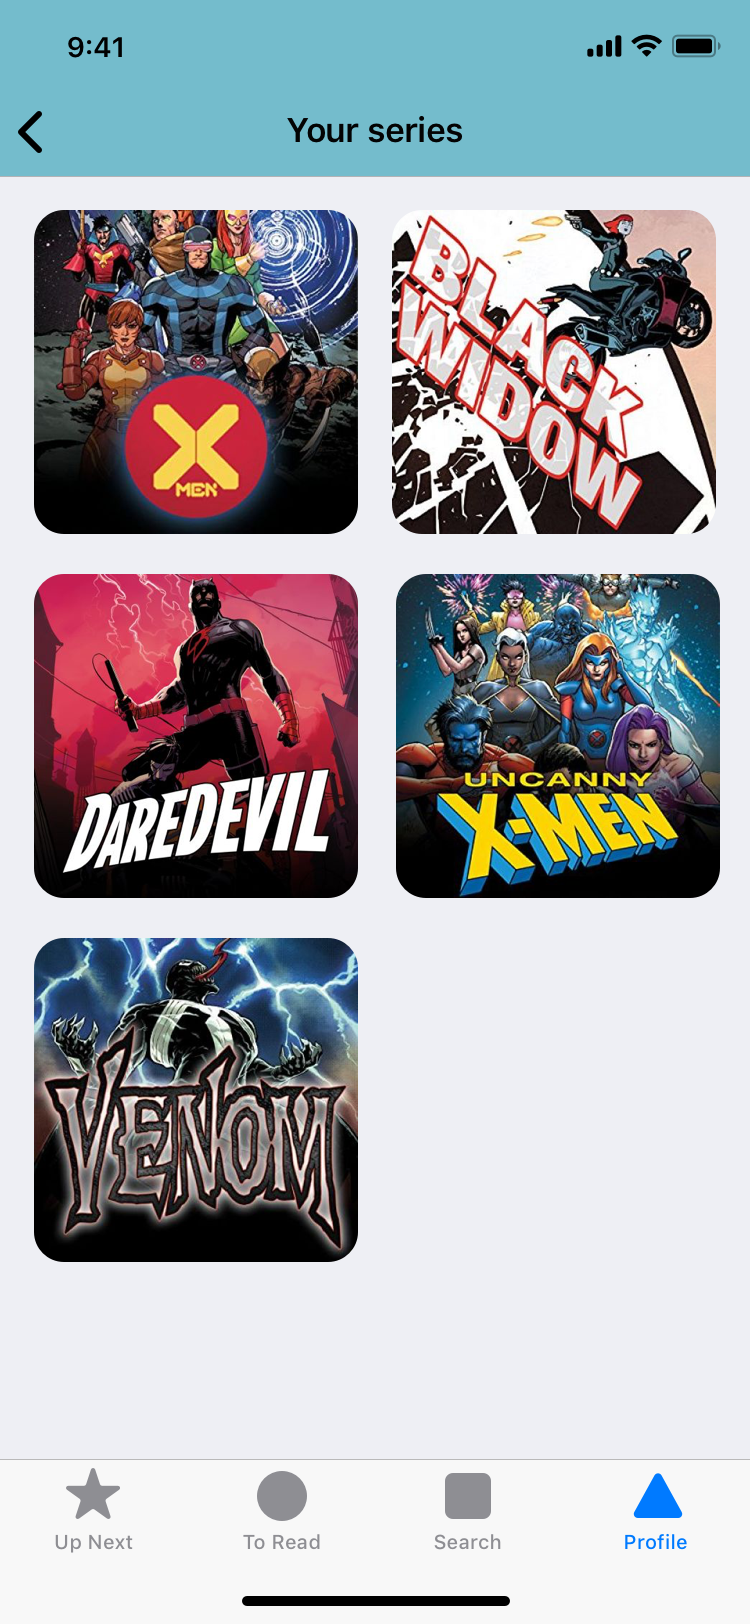 9:41
Your series
X
MEN
BLACK
WIDOW
DAREDEVIL
UNCANNY
X-MEN
VENOM
Up Next
To Read
Search
Profile